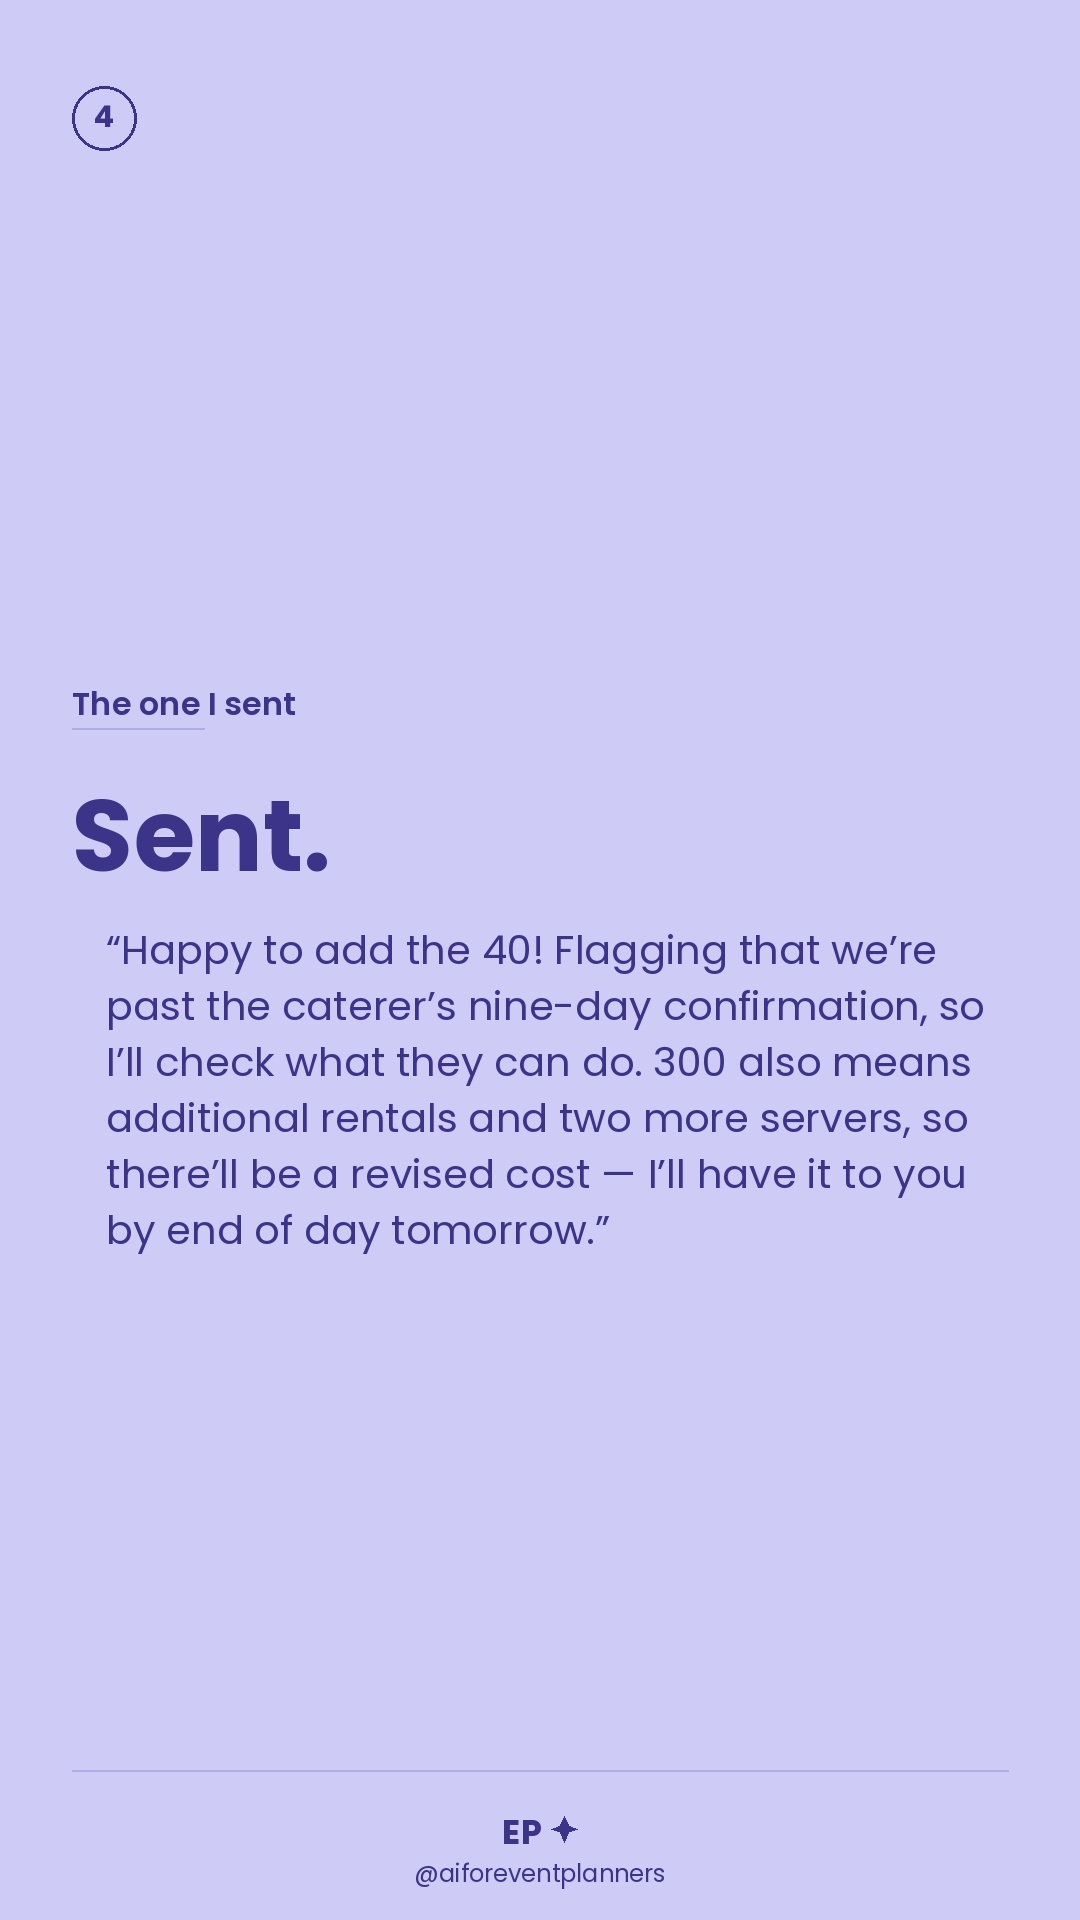 4
The one I sent
Sent.
“Happy to add the 40! Flagging that we’re
past the caterer’s nine-day confirmation, so
I’ll check what they can do. 300 also means
additional rentals and two more servers, so
there’ll be a revised cost — I’ll have it to you
by end of day tomorrow.”
EP
@aiforeventplanners